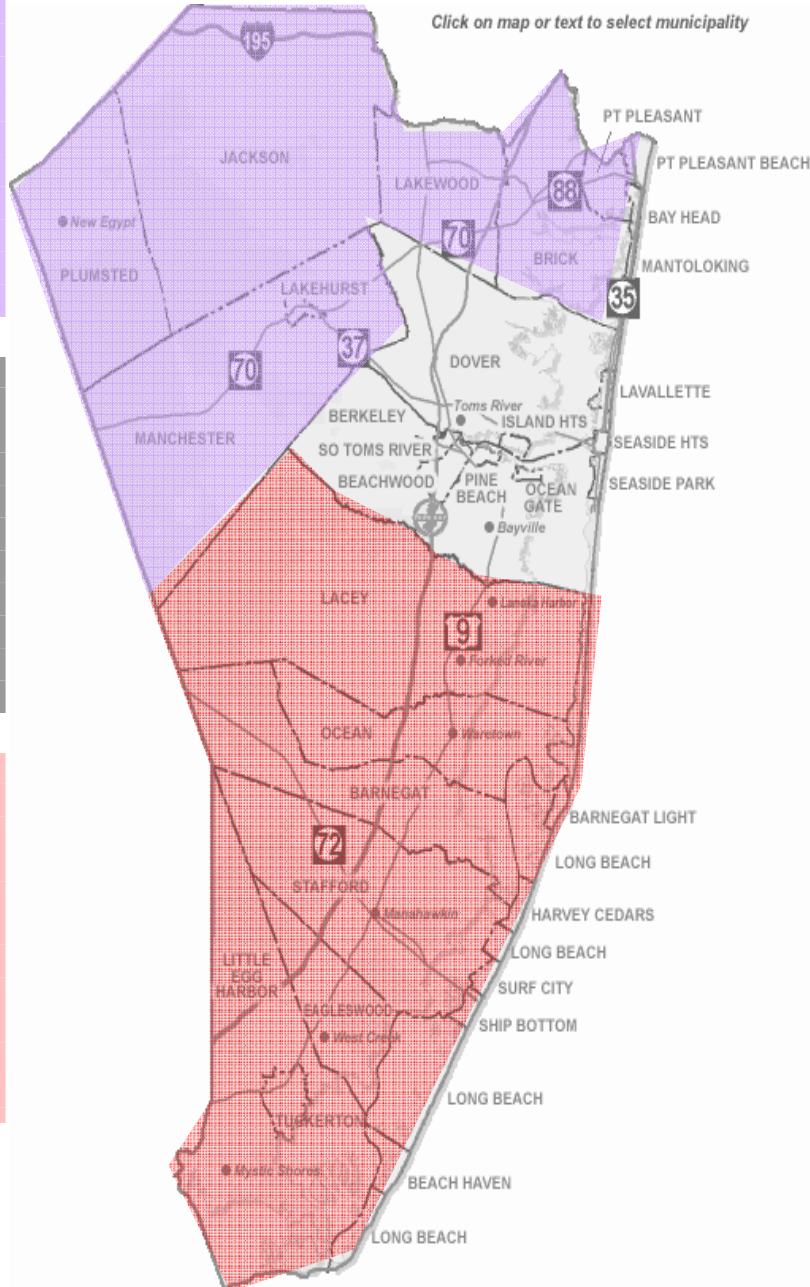 Click on map or text to select municipality
195
PT PLEASANT
JACKSON
PT PLEASANT BEACH
LAKEWOOD
88
New Egypt
BAY HEAD
70
BRICK
PLUMSTED
MANTOLOKING
LAKEHURST
35
37
70
DOVER
LAVALLETTE
Toms River
BERKELEY
ISLAND HTS
MANCHESTER
SO TOMS RIVER
SEASIDE HTS
BEACHWOOD
PINE
BEACH
OCEAN
GATE
SEASIDE PARK
Bayville
LACEY
Lanoka Harbor
9
Forked River
OCEAN
Waretown
BARNEGAT
BARNEGAT LIGHT
72
LONG BEACH
STAFFORD
Manahawkin
HARVEY CEDARS
LONG BEACH
LITTLE
EGG
HARBOR
SURF CITY
EAGLESWOOD
SHIP BOTTOM
West Creek
LONG BEACH
TUCKERTON
Mystic Shores
BEACH HAVEN
LONG BEACH